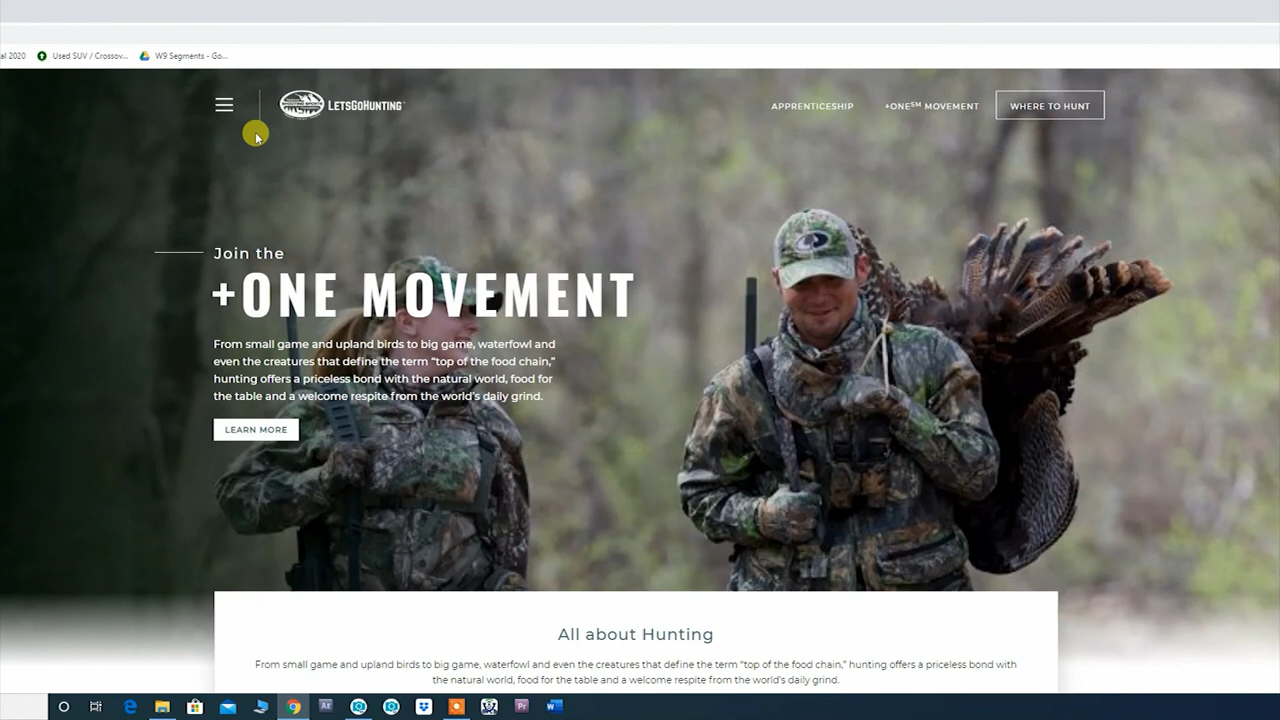 al 2020
Used SUV / Crossov...
W9 Segments - Go...
LETSGOHUNTING
APPRENTICESHIP
+ONE℠ MOVEMENT
WHERE TO HUNT
Join the
+ONE MOVEMENT
From small game and upland birds to big game, waterfowl and
even the creatures that define the term “top of the food chain,”
hunting offers a priceless bond with the natural world, food for
the table and a welcome respite from the world's daily grind.
LEARN MORE
All about Hunting
From small game and upland birds to big game, waterfowl and even the creatures that define the term “top of the food chain,” hunting offers a priceless bond with
the natural world, food for the table and a welcome respite from the world's daily grind.
Ae
Pr